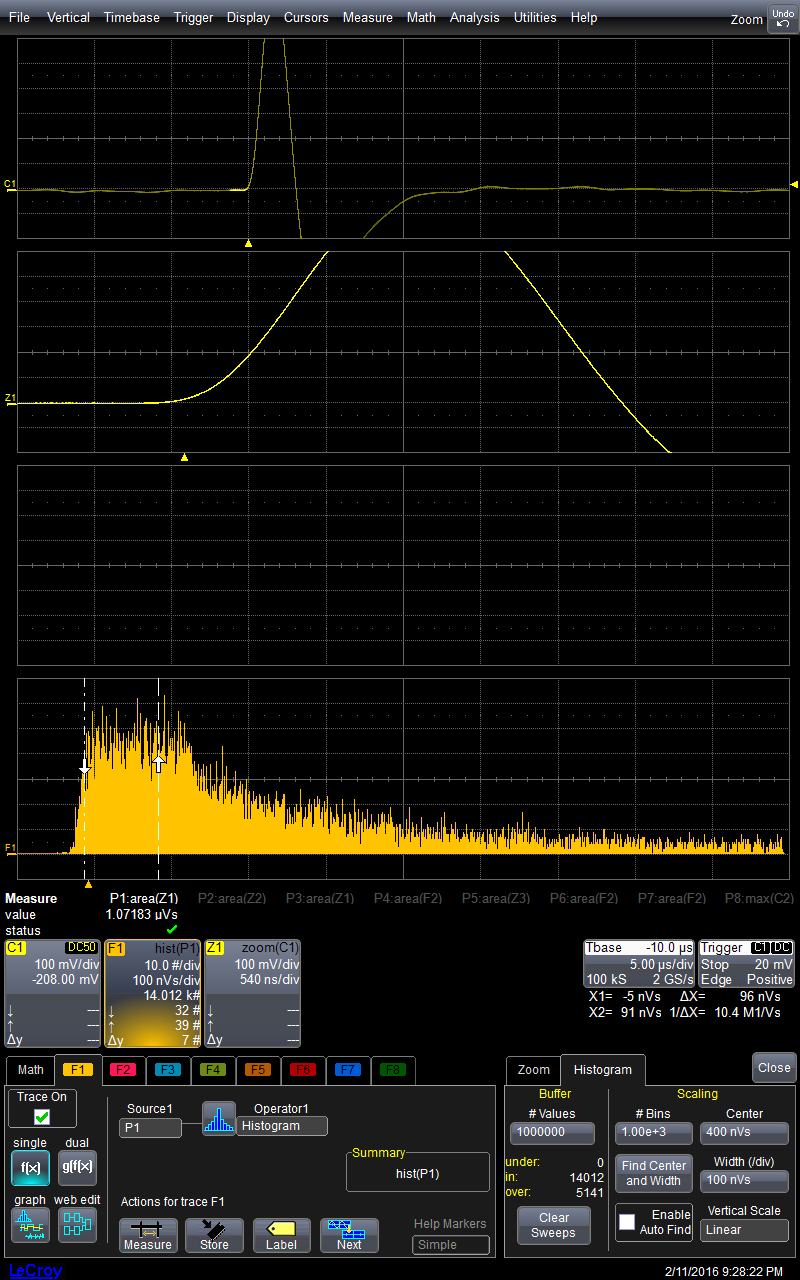 File Vertical Timebase Trigger Display Cursors Measure Math Analysis Utilities Help Zoom Undo
C1
Z1
F1
Measure P1:area(Z1) P2:area(Z2) P3:area(Z1) P4:area(F2) P5:area(Z3) P6:area(F2) P7:area(F2) P8:max(C2)
value 1.07183 µVs
status
C1 DC50
100 mV/div
-208.00 mV
↓ ---
↑ ---
Δy ---
F1 hist(P1)
10.0 #/div
100 nVs/div
14.012 k#
↓ 32 #
↑ 39 #
Δy 7 #
Z1 zoom(C1)
100 mV/div
540 ns/div
↓ ---
↑ ---
Δy ---
Tbase -10.0 µs
5.00 µs/div
100 kS 2 GS/s
Trigger C1 DC
Stop 20 mV
Edge Positive
X1= -5 nVs ΔX= 96 nVs
X2= 91 nVs 1/ΔX= 10.4 M1/Vs
Math F1 F2 F3 F4 F5 F6 F7 F8
Trace On
single dual
f(x) g(f(x))
graph web edit
Source1 Operator1
P1 Histogram
Summary
hist(P1)
Actions for trace F1
Measure Store Label Next
Help Markers
Simple
Zoom Histogram Close
Buffer
# Values
1000000
under: 0
in: 14012
over: 5141
Clear
Sweeps
Scaling
# Bins Center
1.00e+3 400 nVs
Find Center
and Width
Width (/div)
100 nVs
Enable
Auto Find
Vertical Scale
Linear
LeCroy 2/11/2016 9:28:22 PM